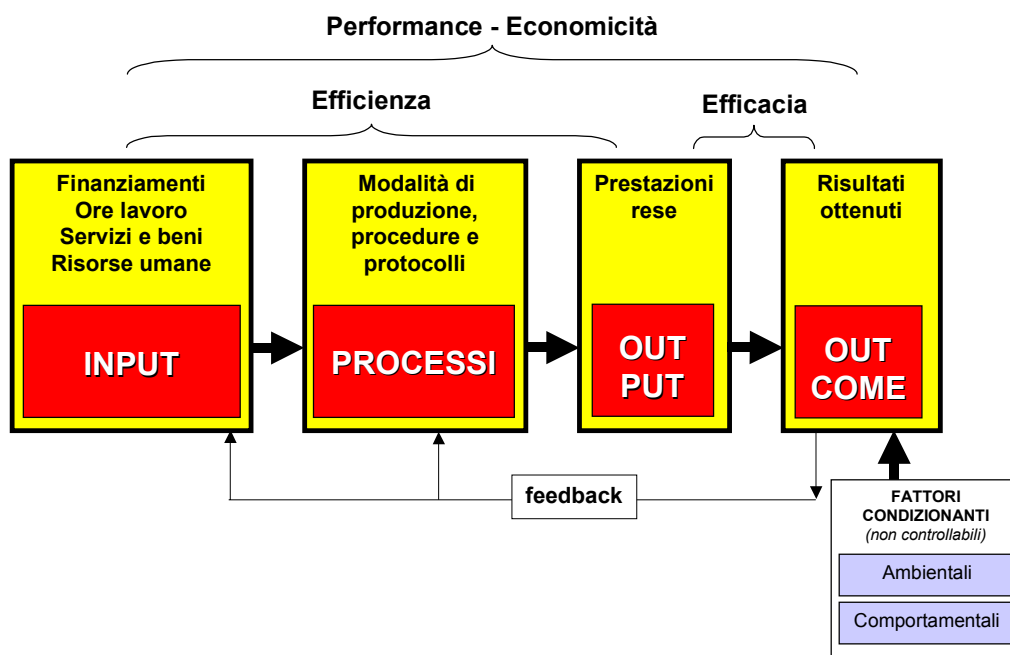 Performance - Economicità
Efficienza
Efficacia
Finanziamenti
Ore lavoro
Servizi e beni
Risorse umane
INPUT
Modalità di
produzione,
procedure e
protocolli
PROCESSI
Prestazioni
rese
OUT
PUT
Risultati
ottenuti
OUT
COME
feedback
FATTORI
CONDIZIONANTI
(non controllabili)
Ambientali
Comportamentali